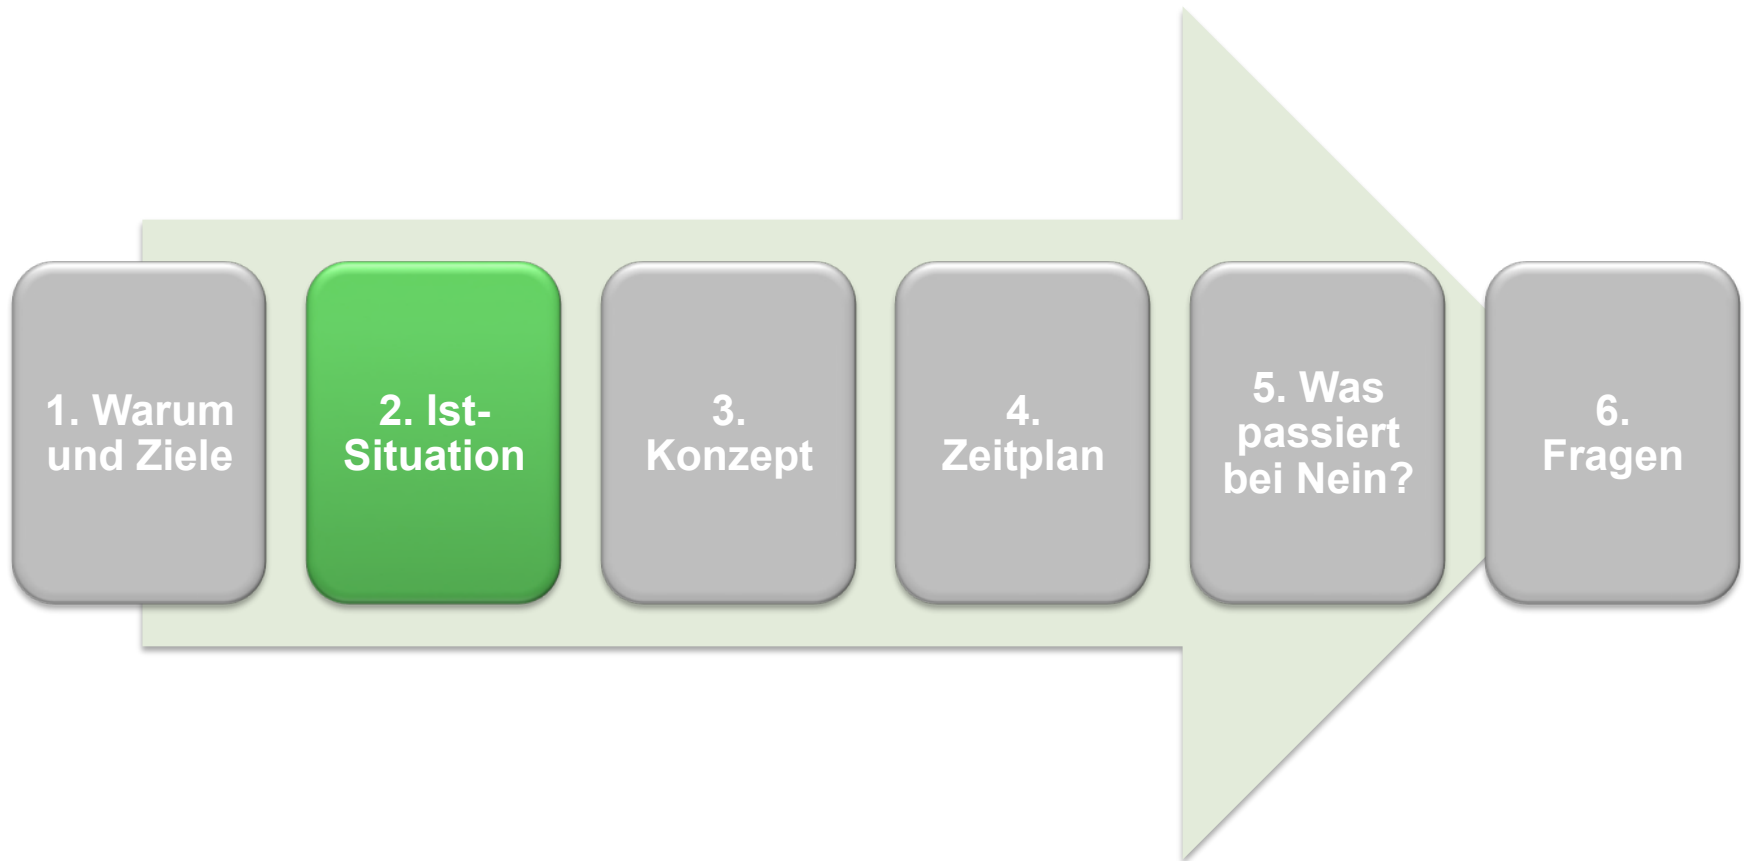 1. Warum
und Ziele
2. Ist-
Situation
3.
Konzept
4.
Zeitplan
5. Was
passiert
bei Nein?
6.
Fragen